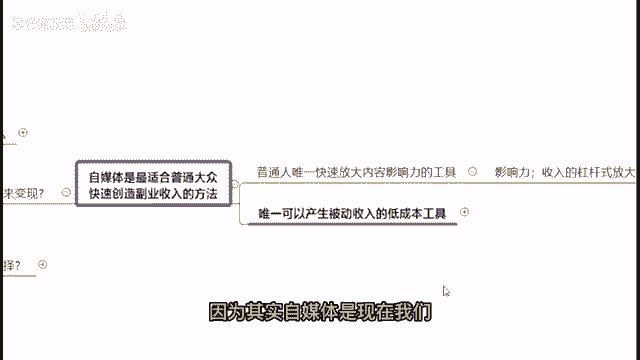 自媒体是最适合普通大众
快速创造副业收入的方法
普通人唯一快速放大内容影响力的工具
影响力；收入的杠杆式放大
来变现？
唯一可以产生被动收入的低成本工具
择？
因为其实自媒体是现在我们